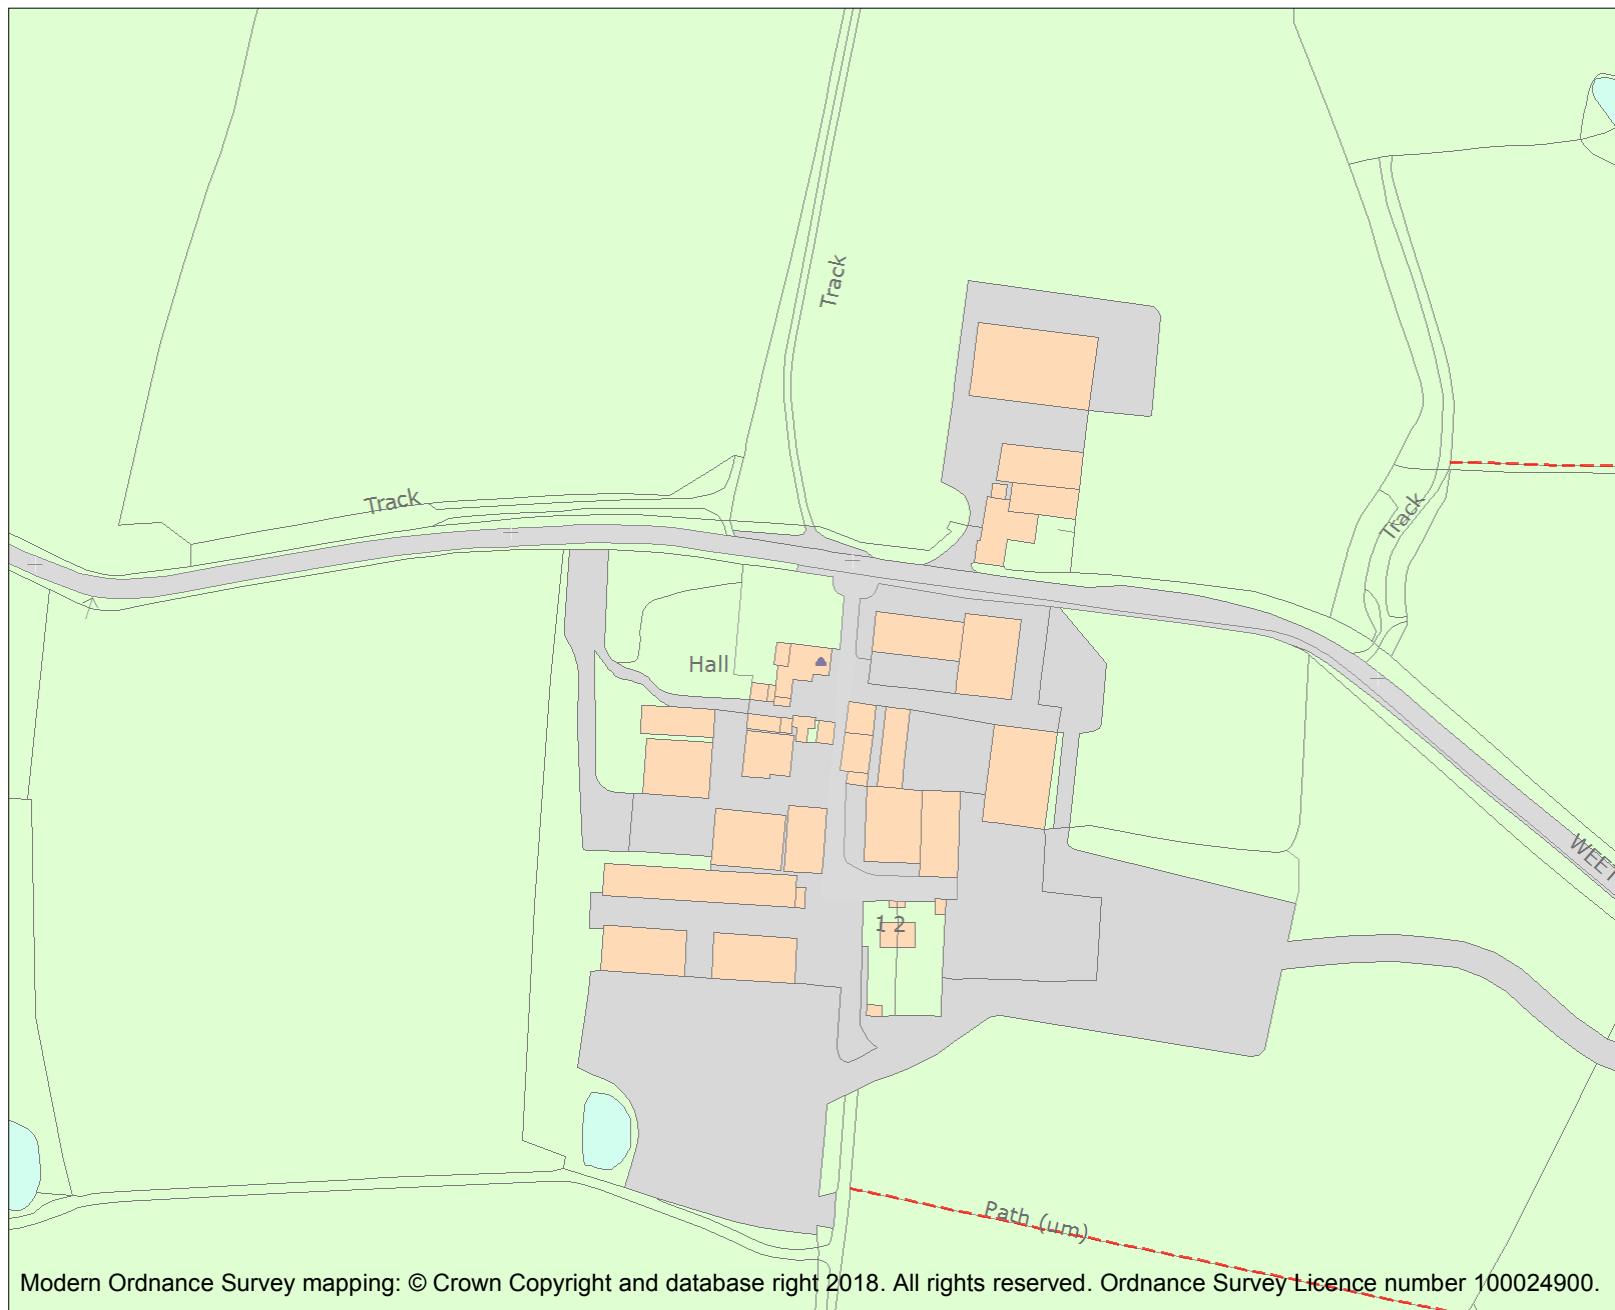 Track
Track
Track
Hall
WEET
1 2
Path (um)
Modern Ordnance Survey mapping: © Crown Copyright and database right 2018. All rights reserved. Ordnance Survey Licence number 100024900.